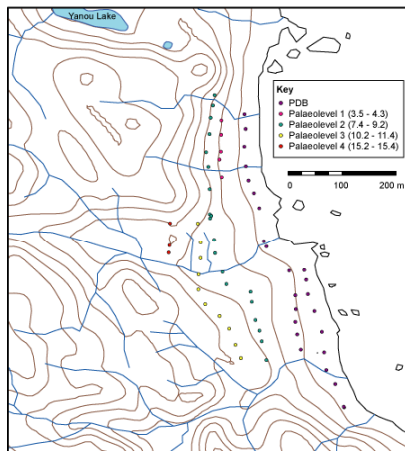 Yanou Lake
Key
PDB
Palaeolevel 1 (3.5 - 4.3)
Palaeolevel 2 (7.4 - 9.2)
Palaeolevel 3 (10.2 - 11.4)
Palaeolevel 4 (15.2 - 15.4)
0 100 200 m